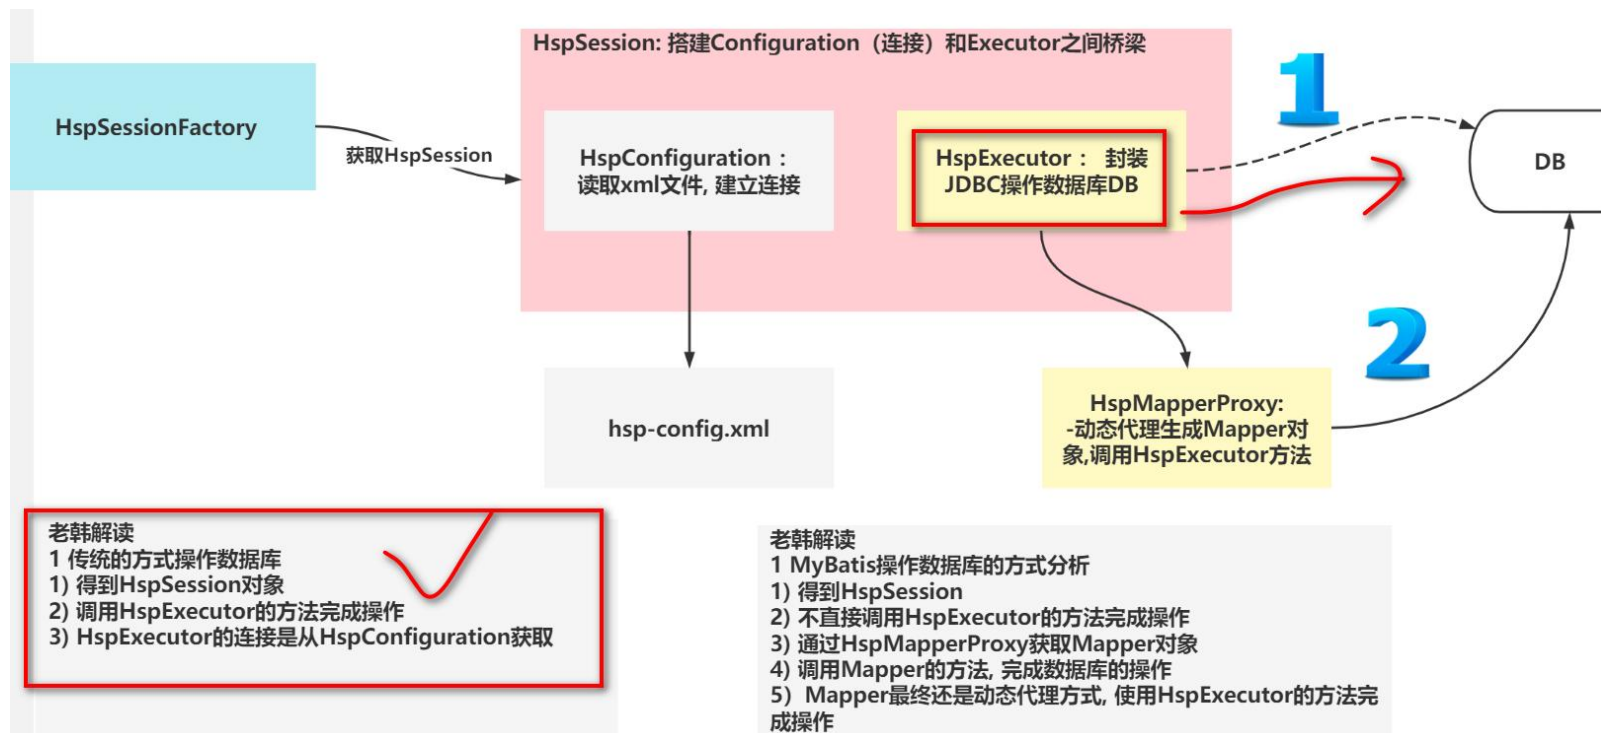 HspSession: 搭建Configuration（连接）和Executor之间桥梁
1
HspSessionFactory
获取HspSession
HspConfiguration ：
读取xml文件, 建立连接
HspExecutor ： 封装
JDBC操作数据库DB
DB
2
hsp-config.xml
HspMapperProxy:
-动态代理生成Mapper对
象,调用HspExecutor方法
老韩解读
1 传统的方式操作数据库
1) 得到HspSession对象
2) 调用HspExecutor的方法完成操作
3) HspExecutor的连接是从HspConfiguration获取
老韩解读
1 MyBatis操作数据库的方式分析
1) 得到HspSession
2) 不直接调用HspExecutor的方法完成操作
3) 通过HspMapperProxy获取Mapper对象
4) 调用Mapper的方法, 完成数据库的操作
5）Mapper最终还是动态代理方式, 使用HspExecutor的方法完
成操作